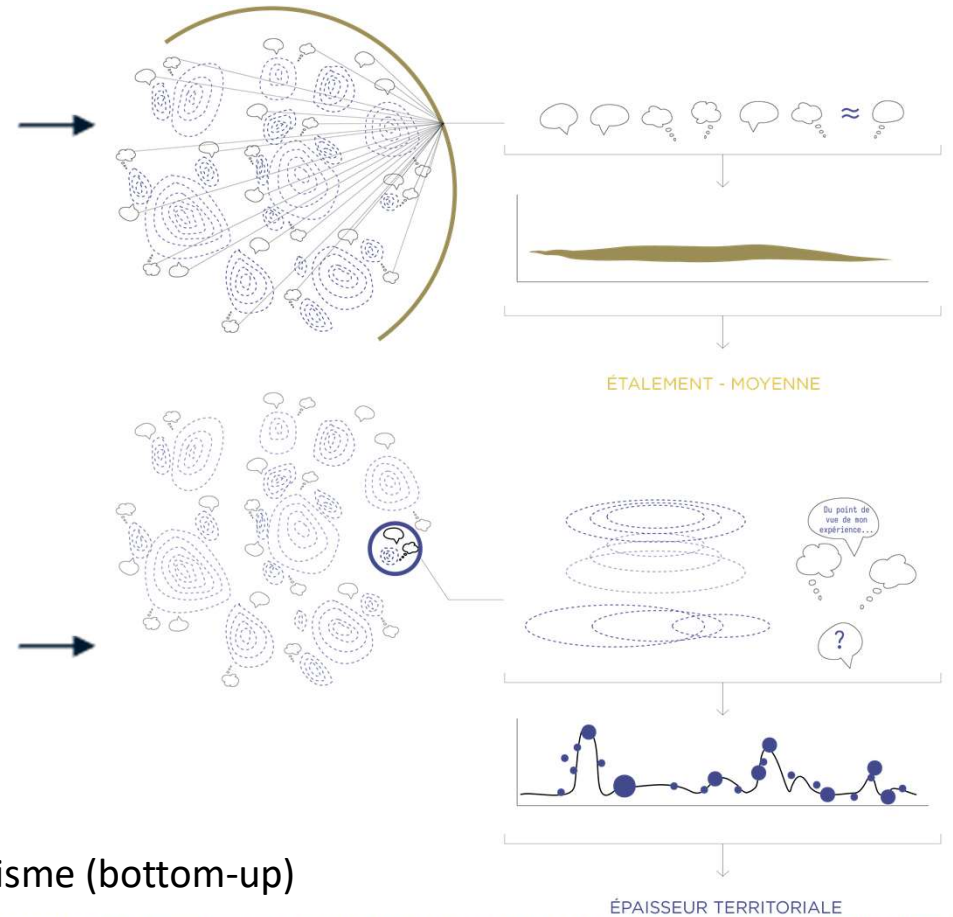 ≈
ÉTALEMENT - MOYENNE
Du point de
vue de mon
expérience...
?
isme (bottom-up)
ÉPAISSEUR TERRITORIALE